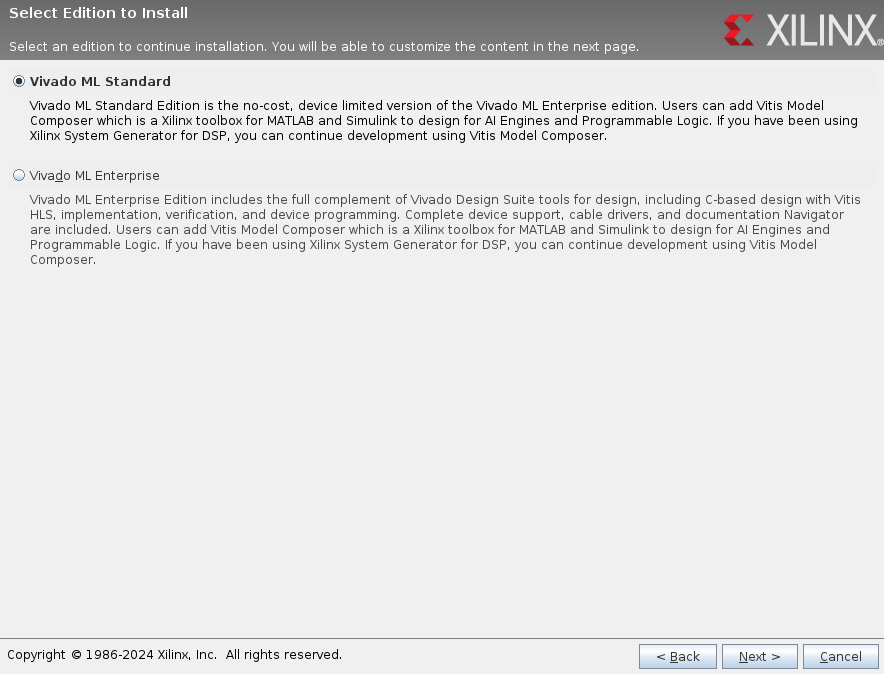 Select Edition to Install
XILINX®
Select an edition to continue installation. You will be able to customize the content in the next page.
Vivado ML Standard
Vivado ML Standard Edition is the no-cost, device limited version of the Vivado ML Enterprise edition. Users can add Vitis Model
Composer which is a Xilinx toolbox for MATLAB and Simulink to design for AI Engines and Programmable Logic. If you have been using
Xilinx System Generator for DSP, you can continue development using Vitis Model Composer.
Vivado ML Enterprise
Vivado ML Enterprise Edition includes the full complement of Vivado Design Suite tools for design, including C-based design with Vitis
HLS, implementation, verification, and device programming. Complete device support, cable drivers, and documentation Navigator
are included. Users can add Vitis Model Composer which is a Xilinx toolbox for MATLAB and Simulink to design for AI Engines and
Programmable Logic. If you have been using Xilinx System Generator for DSP, you can continue development using Vitis Model
Composer.
Copyright © 1986-2024 Xilinx, Inc.  All rights reserved.
< Back
Next >
Cancel